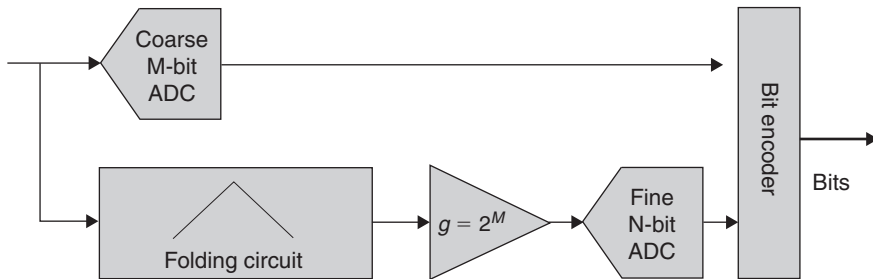 Coarse
M-bit
ADC
Folding circuit
g = 2^M
Fine
N-bit
ADC
Bit encoder
Bits